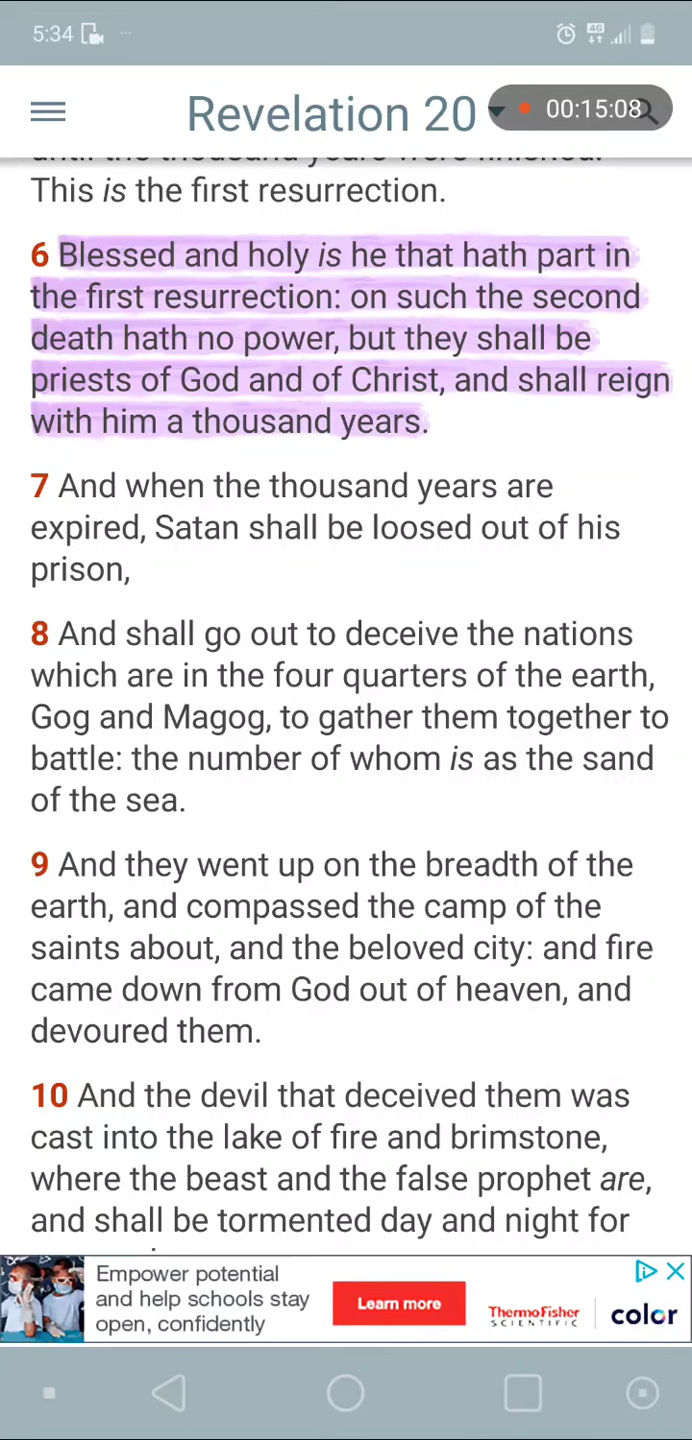 5:34
4G
Revelation 20
00:15:08
until the thousand years were finished.
This is the first resurrection.
6 Blessed and holy is he that hath part in
the first resurrection: on such the second
death hath no power, but they shall be
priests of God and of Christ, and shall reign
with him a thousand years.
7 And when the thousand years are
expired, Satan shall be loosed out of his
prison,
8 And shall go out to deceive the nations
which are in the four quarters of the earth,
Gog and Magog, to gather them together to
battle: the number of whom is as the sand
of the sea.
9 And they went up on the breadth of the
earth, and compassed the camp of the
saints about, and the beloved city: and fire
came down from God out of heaven, and
devoured them.
10 And the devil that deceived them was
cast into the lake of fire and brimstone,
where the beast and the false prophet are,
and shall be tormented day and night for
Empower potential
and help schools stay
open, confidently
Learn more
ThermoFisher
SCIENTIFIC
color